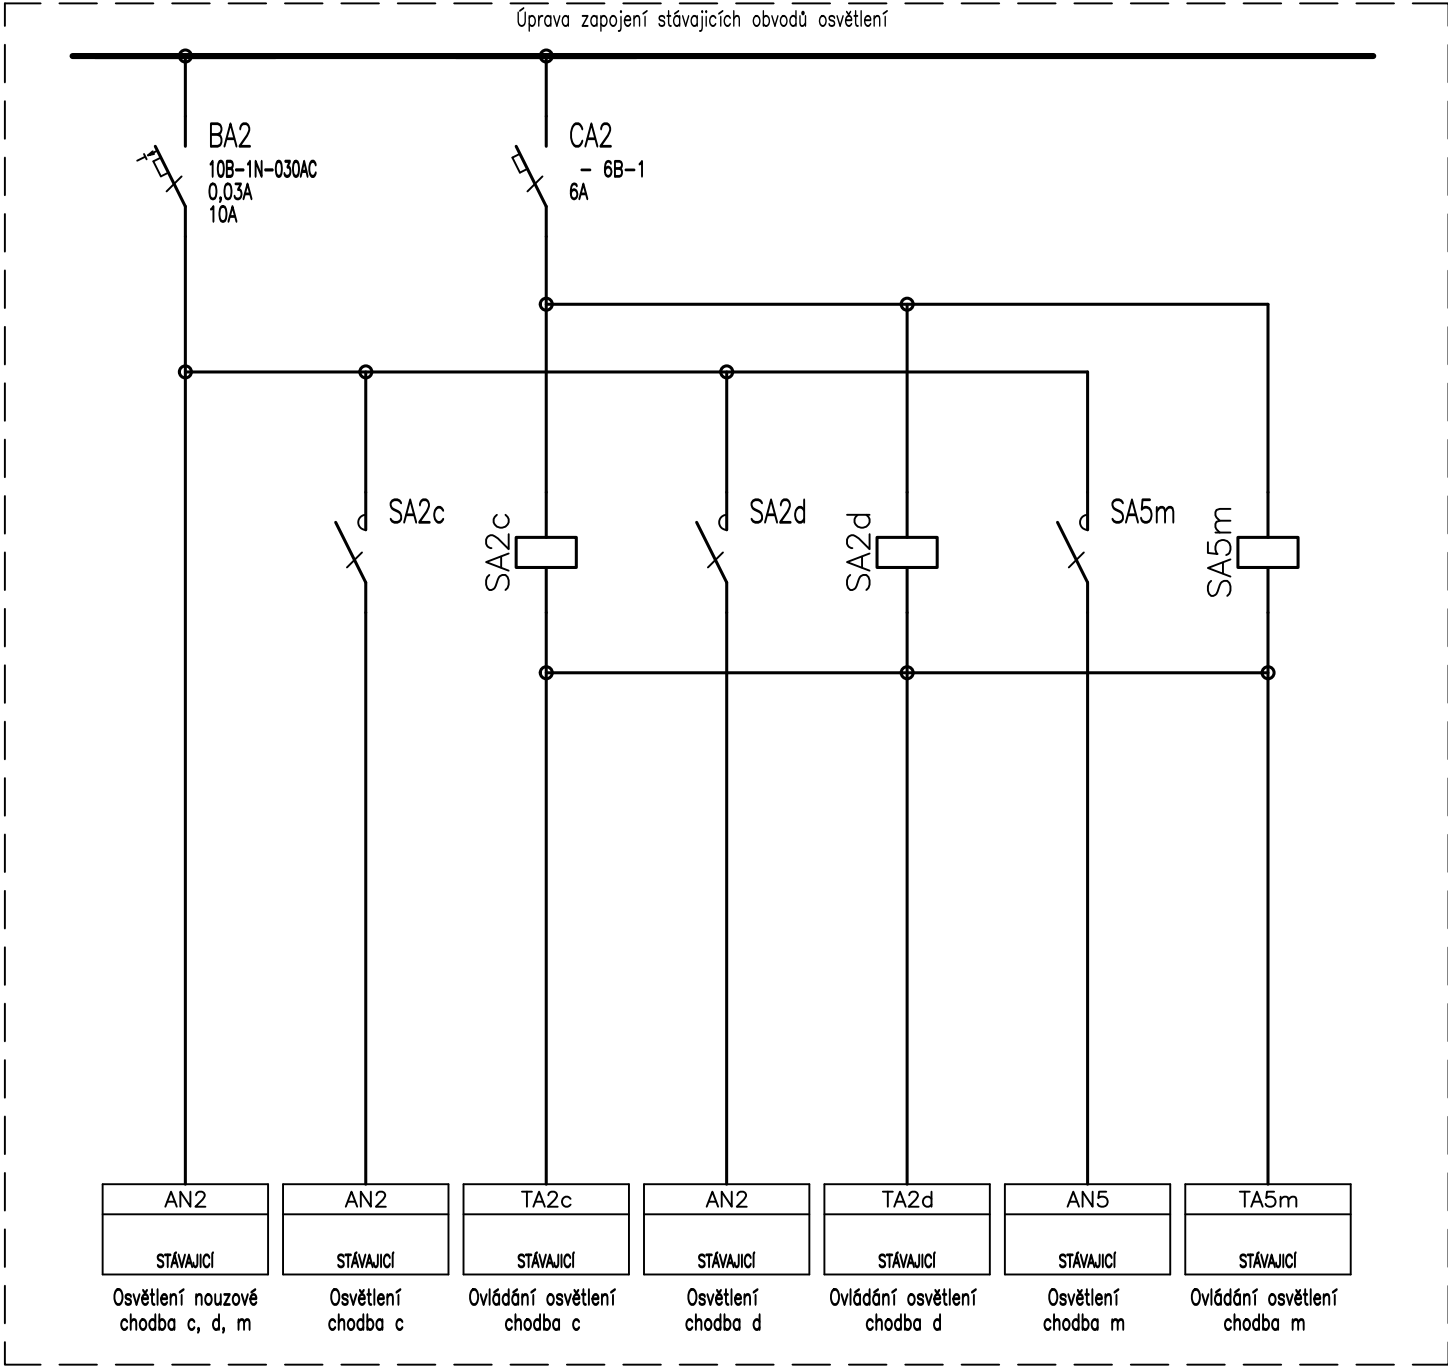 Úprava zapojení stávajicích obvodů osvětlení
BA2
10B-1N-030AC
0,03A
10A
CA2
- 6B-1
6A
SA2c
SA2c
SA2d
SA2d
SA5m
SA5m
AN2
STÁVAJICÍ
Osvětlení nouzové
chodba c, d, m
AN2
STÁVAJICÍ
Osvětlení
chodba c
TA2c
STÁVAJICÍ
Ovládání osvětlení
chodba c
AN2
STÁVAJICÍ
Osvětlení
chodba d
TA2d
STÁVAJICÍ
Ovládání osvětlení
chodba d
AN5
STÁVAJICÍ
Osvětlení
chodba m
TA5m
STÁVAJICÍ
Ovládání osvětlení
chodba m